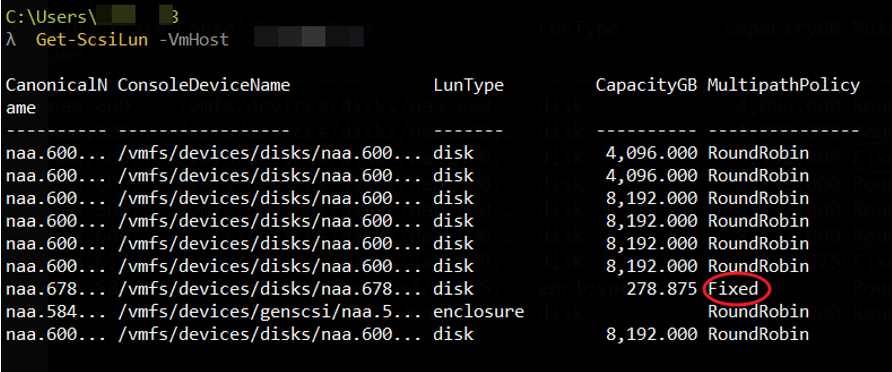 C:\Users\
λ Get-ScsiLun -VmHost
CanonicalN ConsoleDeviceName LunType CapacityGB MultipathPolicy
ame
---------- ----------------- ------- ---------- ---------------
naa.600... /vmfs/devices/disks/naa.600... disk 4,096.000 RoundRobin
naa.600... /vmfs/devices/disks/naa.600... disk 4,096.000 RoundRobin
naa.600... /vmfs/devices/disks/naa.600... disk 8,192.000 RoundRobin
naa.600... /vmfs/devices/disks/naa.600... disk 8,192.000 RoundRobin
naa.600... /vmfs/devices/disks/naa.600... disk 8,192.000 RoundRobin
naa.600... /vmfs/devices/disks/naa.600... disk 8,192.000 RoundRobin
naa.678... /vmfs/devices/disks/naa.678... disk 278.875 Fixed
naa.584... /vmfs/devices/genscsi/naa.5... enclosure RoundRobin
naa.600... /vmfs/devices/disks/naa.600... disk 8,192.000 RoundRobin